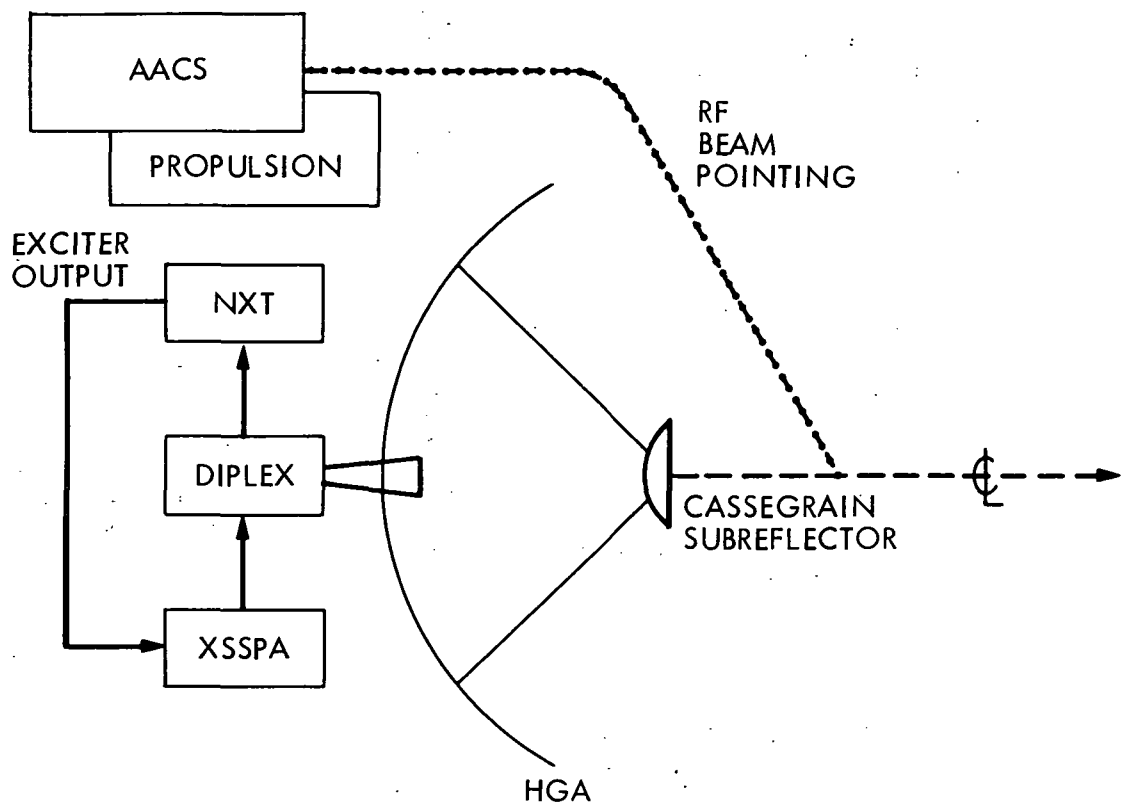 AACS
PROPULSION
RF
BEAM
POINTING
EXCITER
OUTPUT
NXT
DIPLEX
XSSPA
CASSEGRAIN
SUBREFLECTOR
℄
HGA